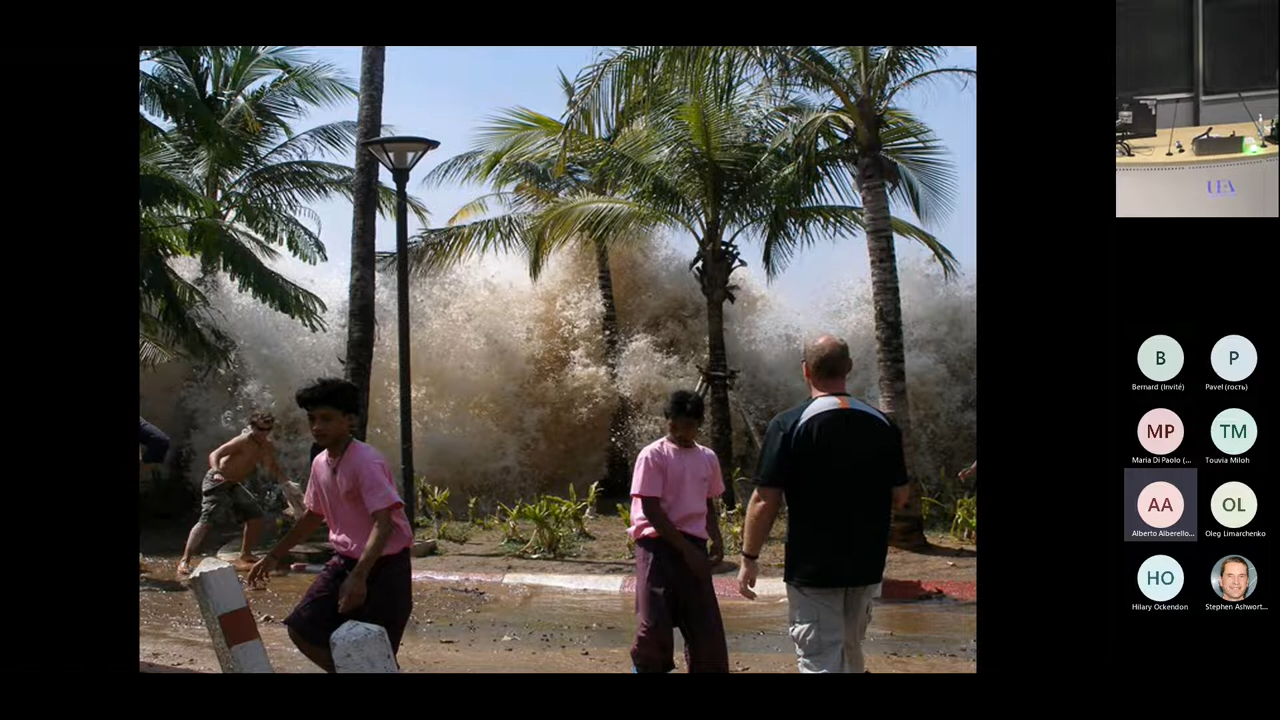 UEA
B
P
Bernard (Invité)
Pavel (гость)
MP
TM
Maria Di Paolo (...
Touvia Miloh
AA
OL
Alberto Alberello...
Oleg Limarchenko
HO
Hilary Ockendon
Stephen Ashwort...